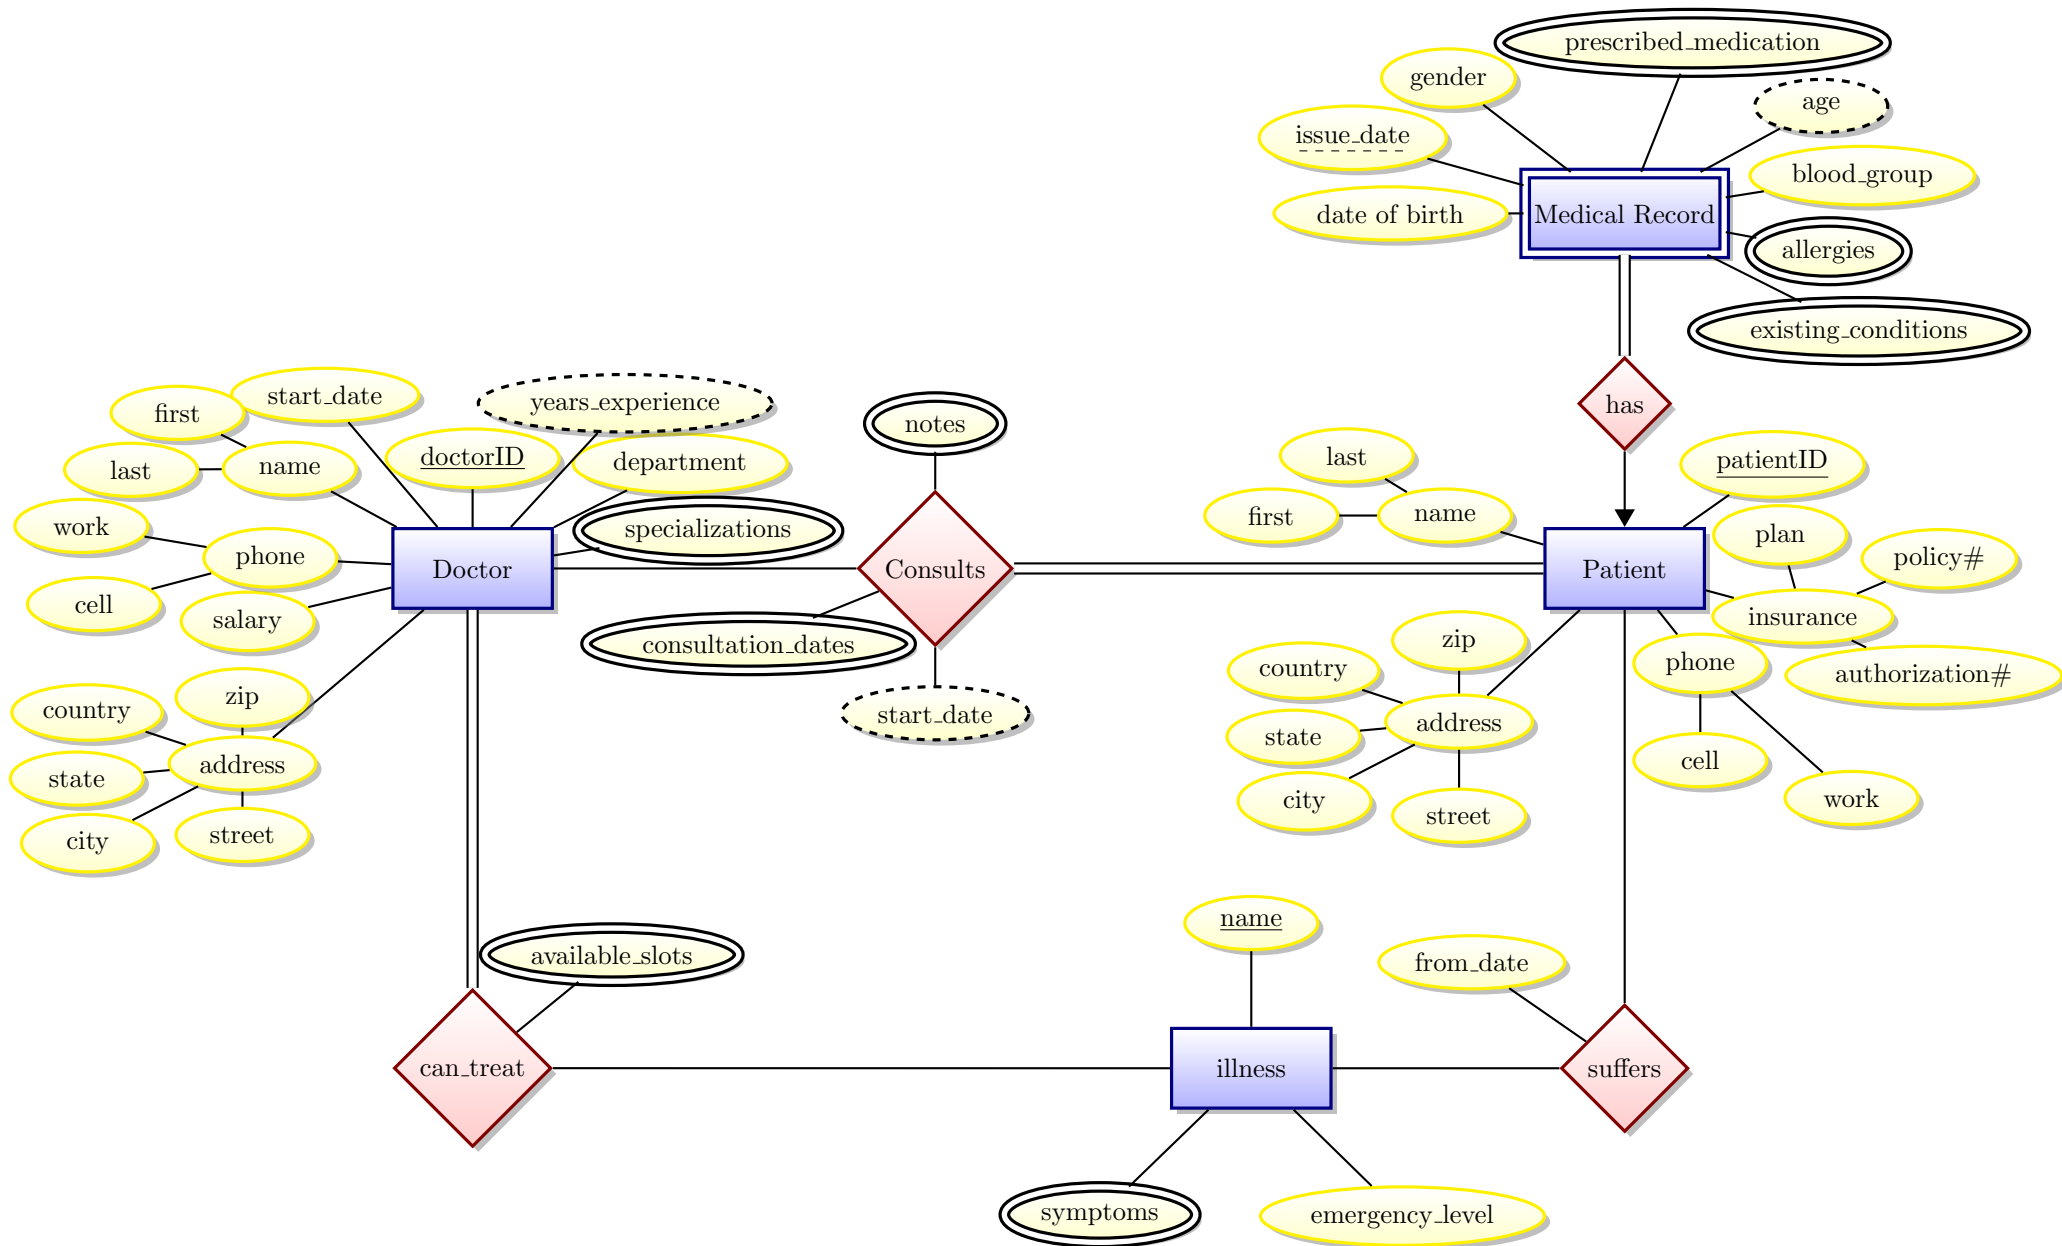 prescribed_medication
gender
age
issue_date
blood_group
date of birth
Medical Record
allergies
existing_conditions
has
first
start_date
years_experience
last
name
doctorID
department
notes
last
patientID
work
phone
specializations
first
name
plan
policy#
Doctor
Consults
Patient
cell
salary
insurance
consultation_dates
zip
phone
authorization#
country
zip
start_date
country
address
state
address
state
cell
city
street
city
street
work
name
available_slots
from_date
can_treat
illness
suffers
symptoms
emergency_level